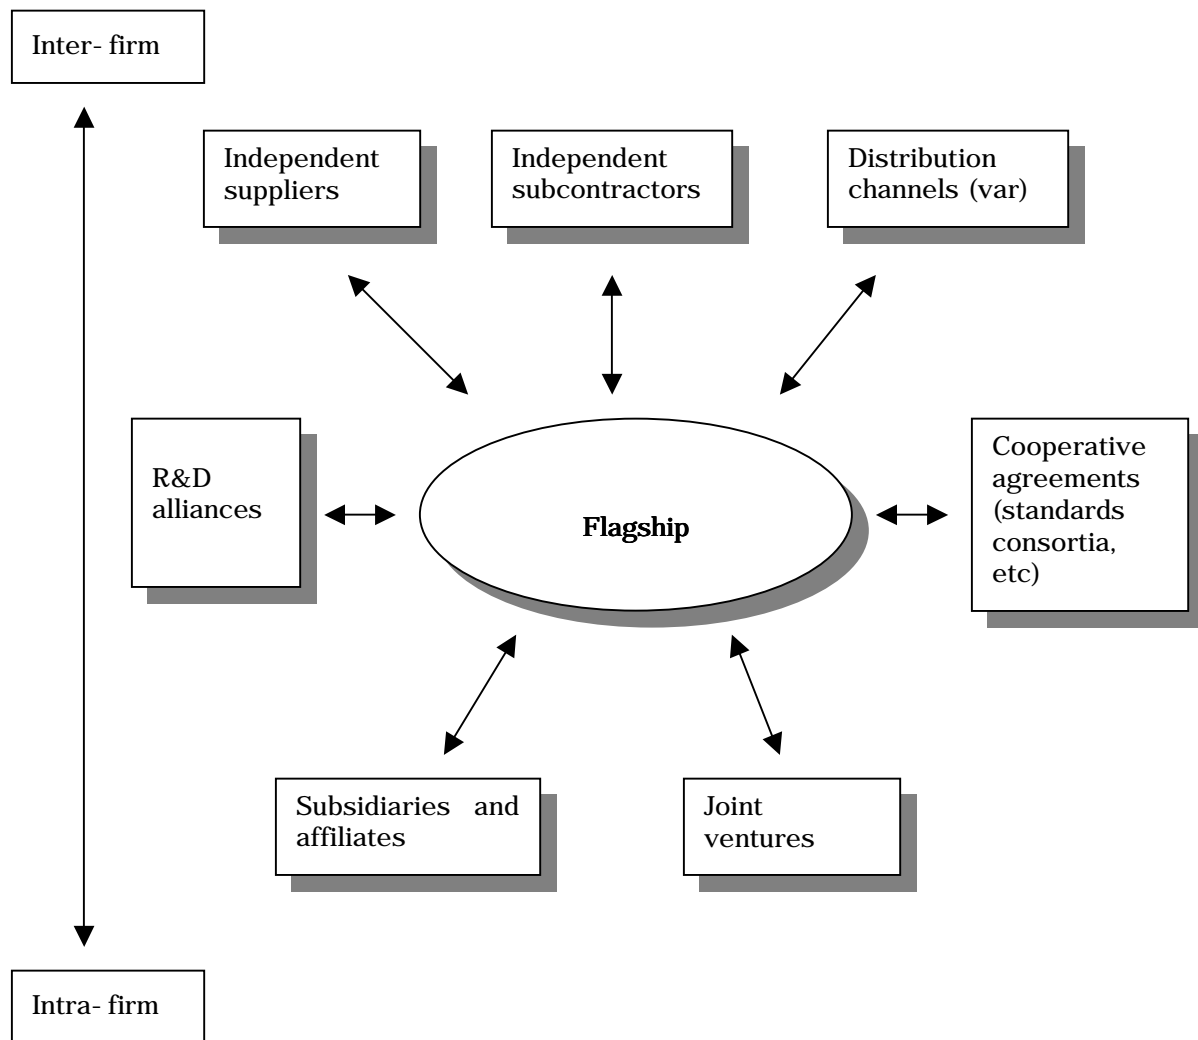 Inter- firm
Independent
suppliers
Independent
subcontractors
Distribution
channels (var)
R&D
alliances
Flagship
Cooperative
agreements
(standards
consortia,
etc)
Subsidiaries and
affiliates
Joint
ventures
Intra- firm